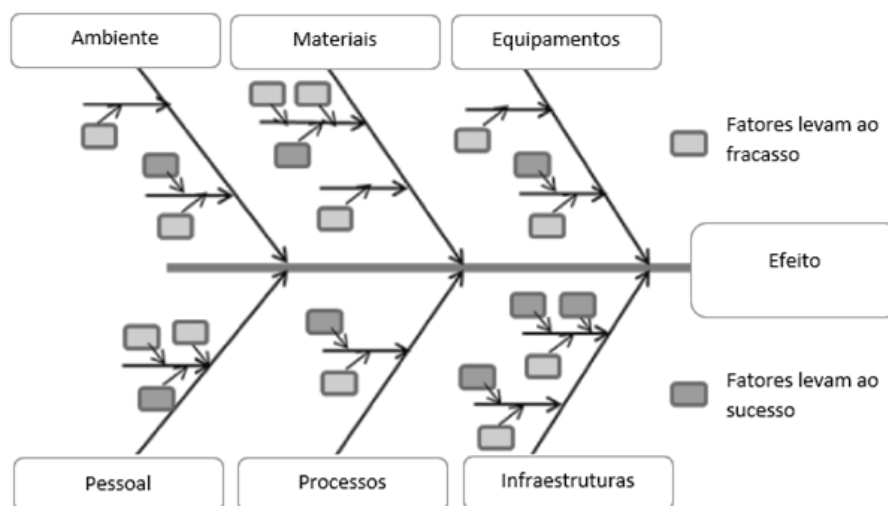 Ambiente
Materiais
Equipamentos
Fatores levam ao
fracasso
Efeito
Fatores levam ao
sucesso
Pessoal
Processos
Infraestruturas